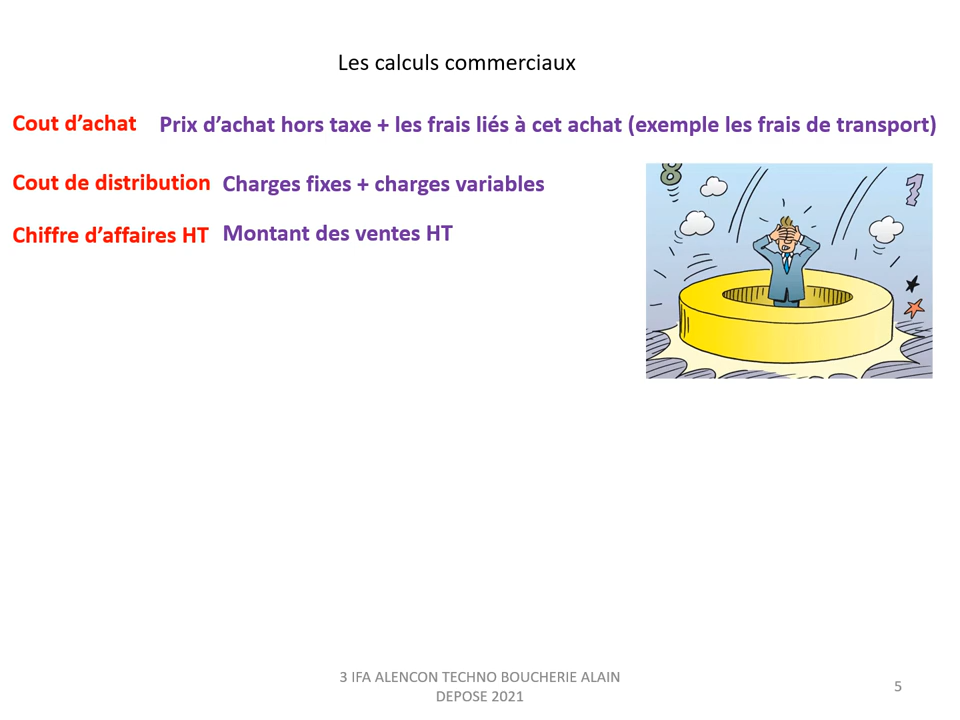 Les calculs commerciaux
Cout d’achat Prix d’achat hors taxe + les frais liés à cet achat (exemple les frais de transport)
Cout de distribution Charges fixes + charges variables
Chiffre d’affaires HT Montant des ventes HT
8
3 IFA ALENCON TECHNO BOUCHERIE ALAIN
DEPOSE 2021
5